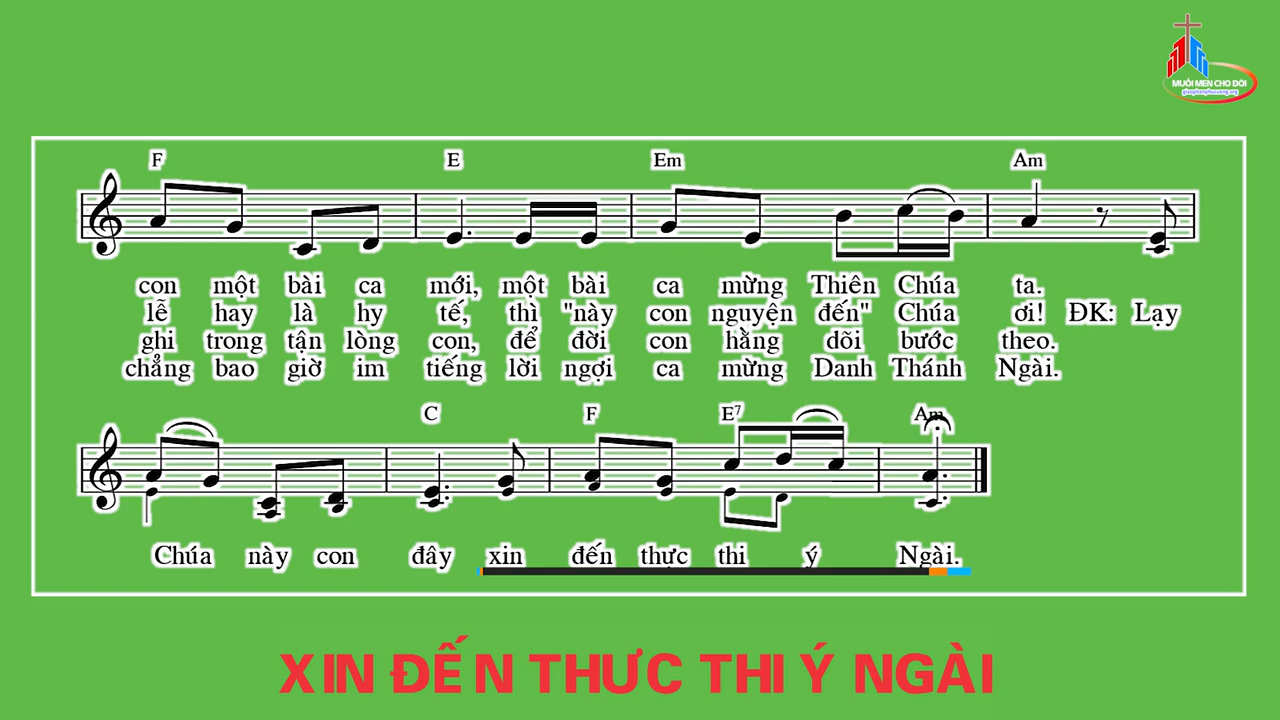 MUỐI MEN CHO ĐỜI
giaophanphucuong.org
F E Em Am
con một bài ca mới, một bài ca mừng Thiên Chúa ta.
lễ hay là hy tế, thì "này con nguyện đến" Chúa ơi! ĐK: Lạy
ghi trong tận lòng con, để đời con hằng dõi bước theo.
chẳng bao giờ im tiếng lời ngợi ca mừng Danh Thánh Ngài.
C F E7 Am
Chúa này con đây xin đến thực thi ý Ngài.
XIN ĐẾN THƯC THI Ý NGÀI